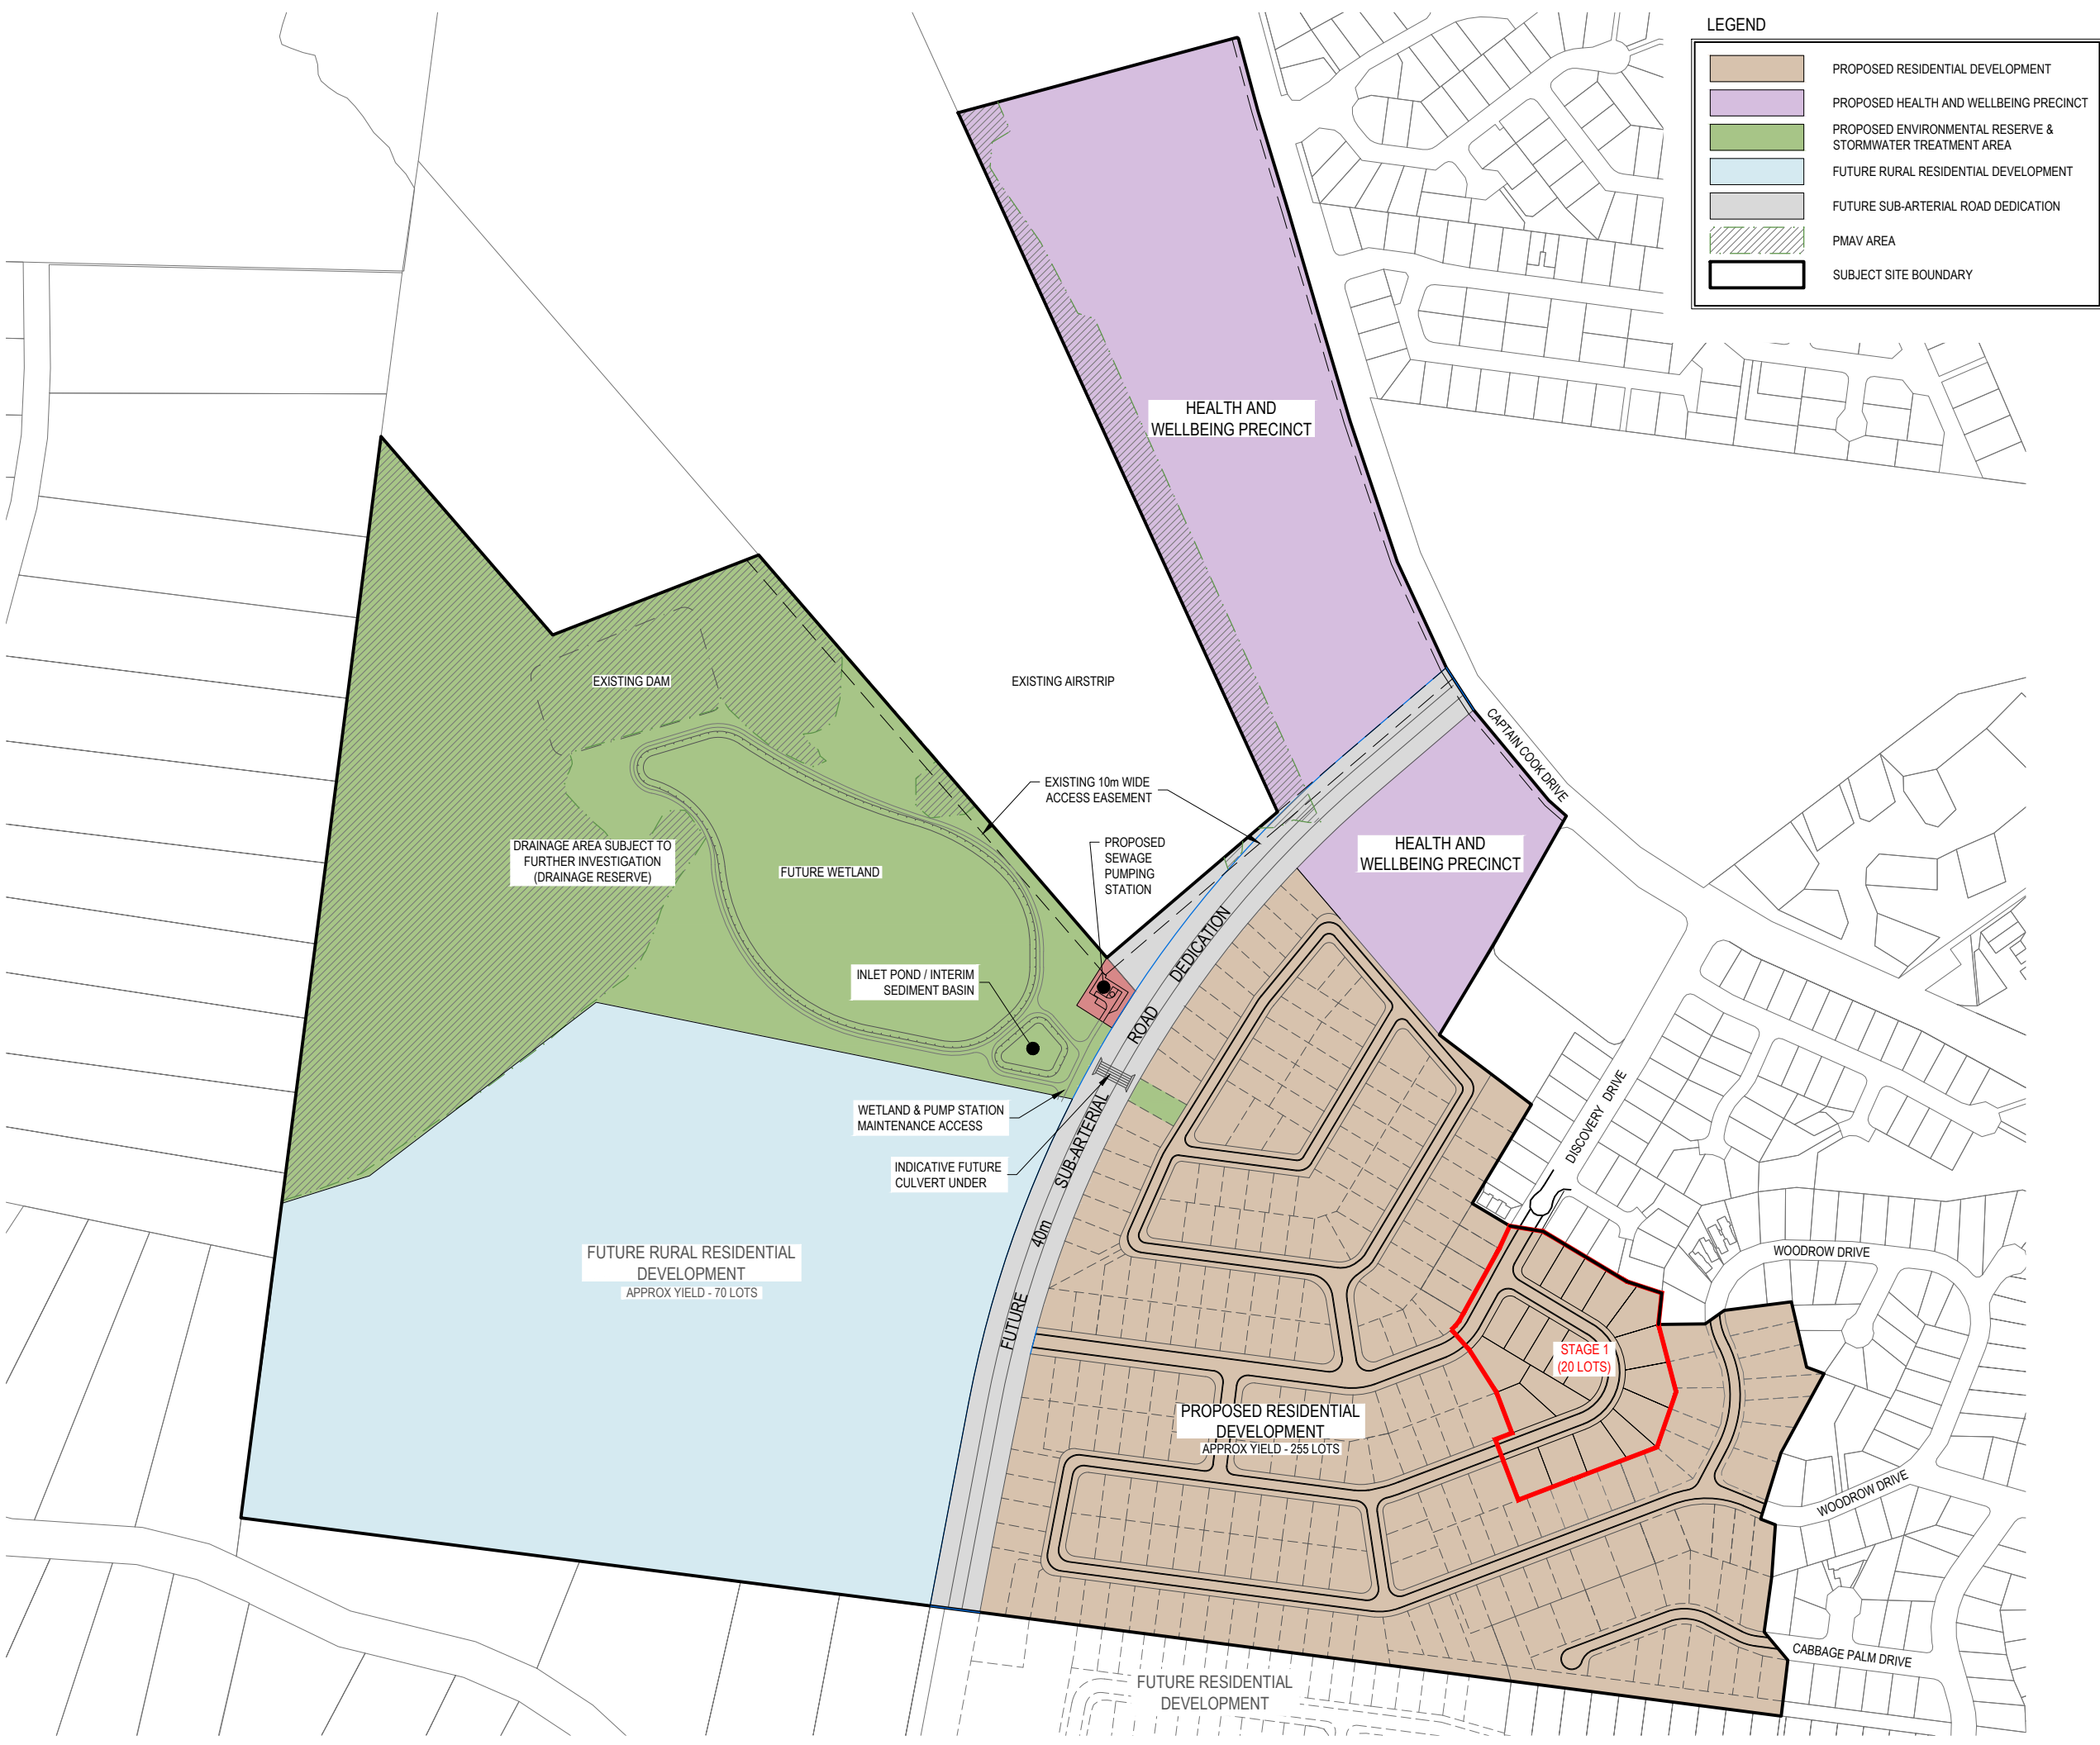 LEGEND
PROPOSED RESIDENTIAL DEVELOPMENT
PROPOSED HEALTH AND WELLBEING PRECINCT
PROPOSED ENVIRONMENTAL RESERVE &
STORMWATER TREATMENT AREA
FUTURE RURAL RESIDENTIAL DEVELOPMENT
FUTURE SUB-ARTERIAL ROAD DEDICATION
PMAV AREA
SUBJECT SITE BOUNDARY
HEALTH AND
WELLBEING PRECINCT
EXISTING DAM
EXISTING AIRSTRIP
CAPTAIN COOK DRIVE
EXISTING 10m WIDE
ACCESS EASEMENT
PROPOSED
SEWAGE
PUMPING
STATION
HEALTH AND
WELLBEING PRECINCT
DRAINAGE AREA SUBJECT TO
FURTHER INVESTIGATION
(DRAINAGE RESERVE)
FUTURE WETLAND
INLET POND / INTERIM
SEDIMENT BASIN
FUTURE 40m SUB-ARTERIAL ROAD DEDICATION
WETLAND & PUMP STATION
MAINTENANCE ACCESS
INDICATIVE FUTURE
CULVERT UNDER
DISCOVERY DRIVE
FUTURE RURAL RESIDENTIAL
DEVELOPMENT
APPROX YIELD - 70 LOTS
WOODROW DRIVE
STAGE 1
(20 LOTS)
PROPOSED RESIDENTIAL
DEVELOPMENT
APPROX YIELD - 255 LOTS
WOODROW DRIVE
CABBAGE PALM DRIVE
FUTURE RESIDENTIAL
DEVELOPMENT